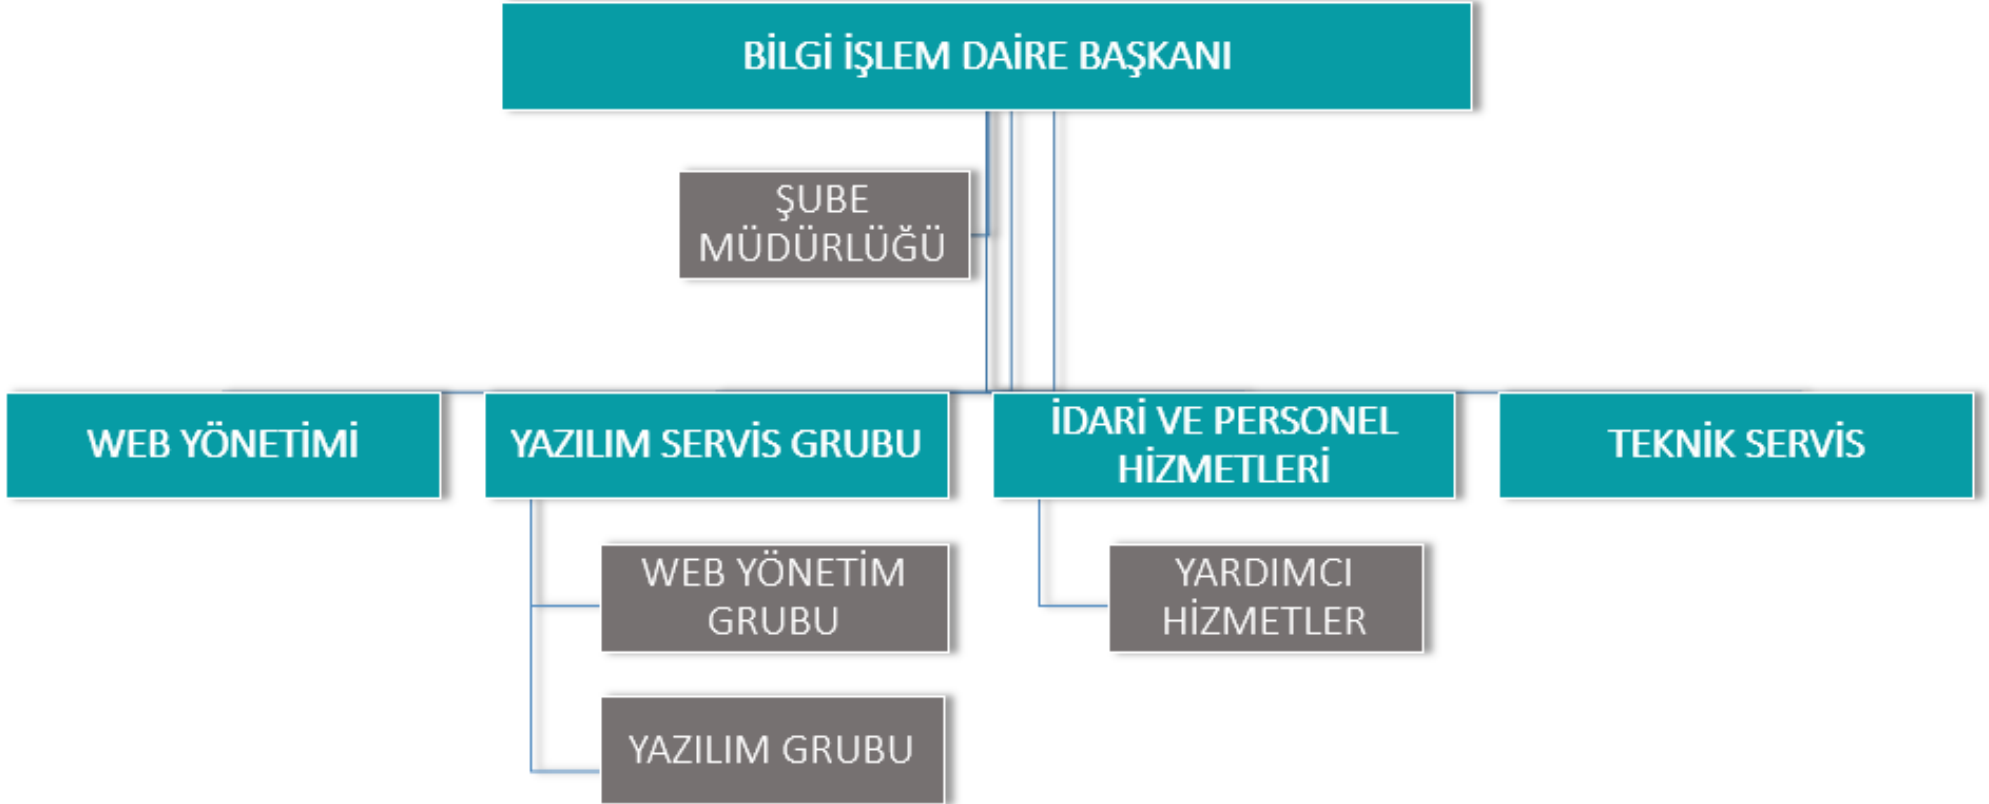 BİLGİ İŞLEM DAİRE BAŞKANI
ŞUBE
MÜDÜRLÜĞÜ
WEB YÖNETİMİ
YAZILIM SERVİS GRUBU
İDARİ VE PERSONEL
HİZMETLERİ
TEKNİK SERVİS
WEB YÖNETİM
GRUBU
YARDIMCI
HİZMETLER
YAZILIM GRUBU